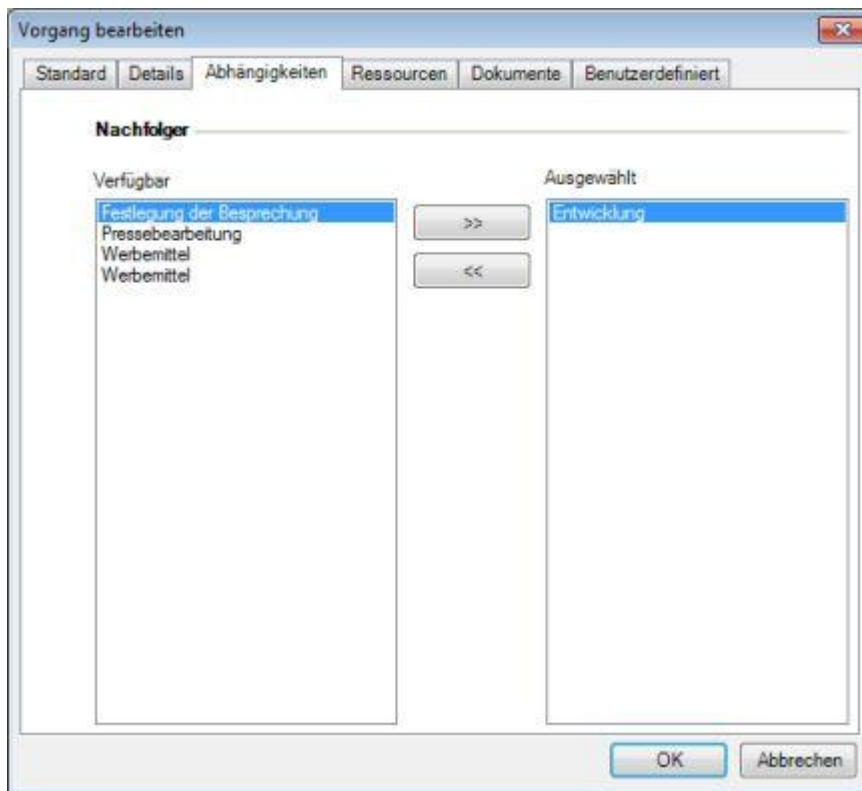 Vorgang bearbeiten
Standard Details Abhängigkeiten Ressourcen Dokumente Benutzerdefiniert
Nachfolger
Verfügbar
Ausgewählt
Festlegung der Besprechung
Pressebearbeitung
Werbemittel
Werbemittel
>>
<<
Entwicklung
OK Abbrechen